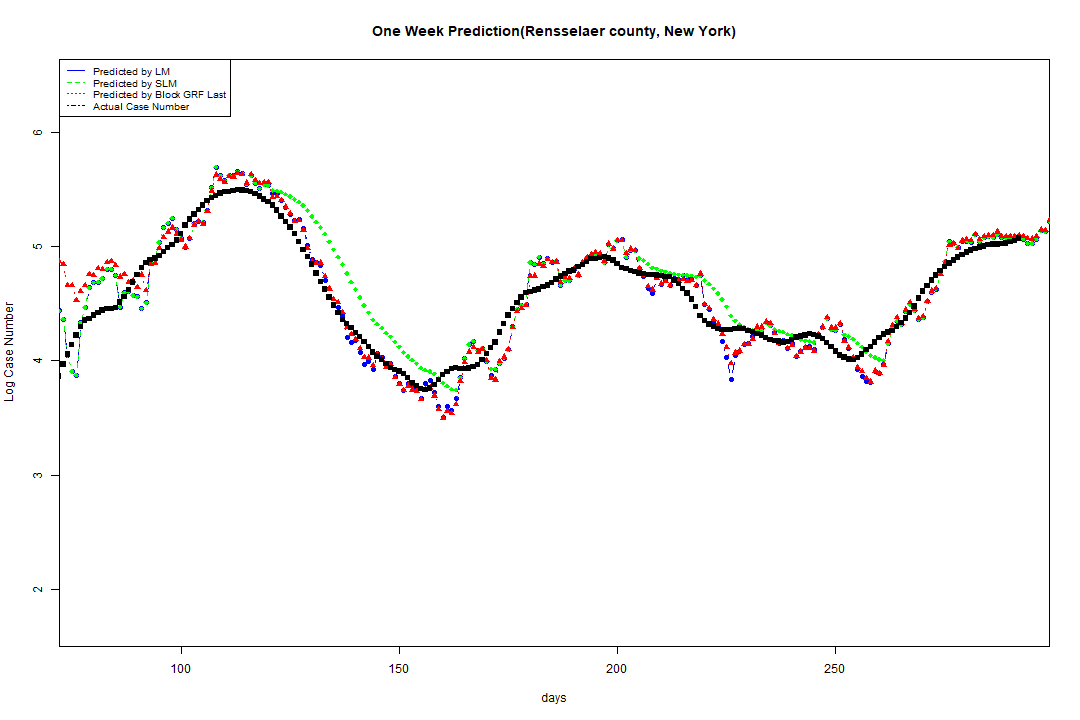 One Week Prediction(Rensselaer county, New York)
Predicted by LM
Predicted by SLM
Predicted by Block GRF Last
Actual Case Number
6
5
4
3
2
Log Case Number
100 150 200 250
days